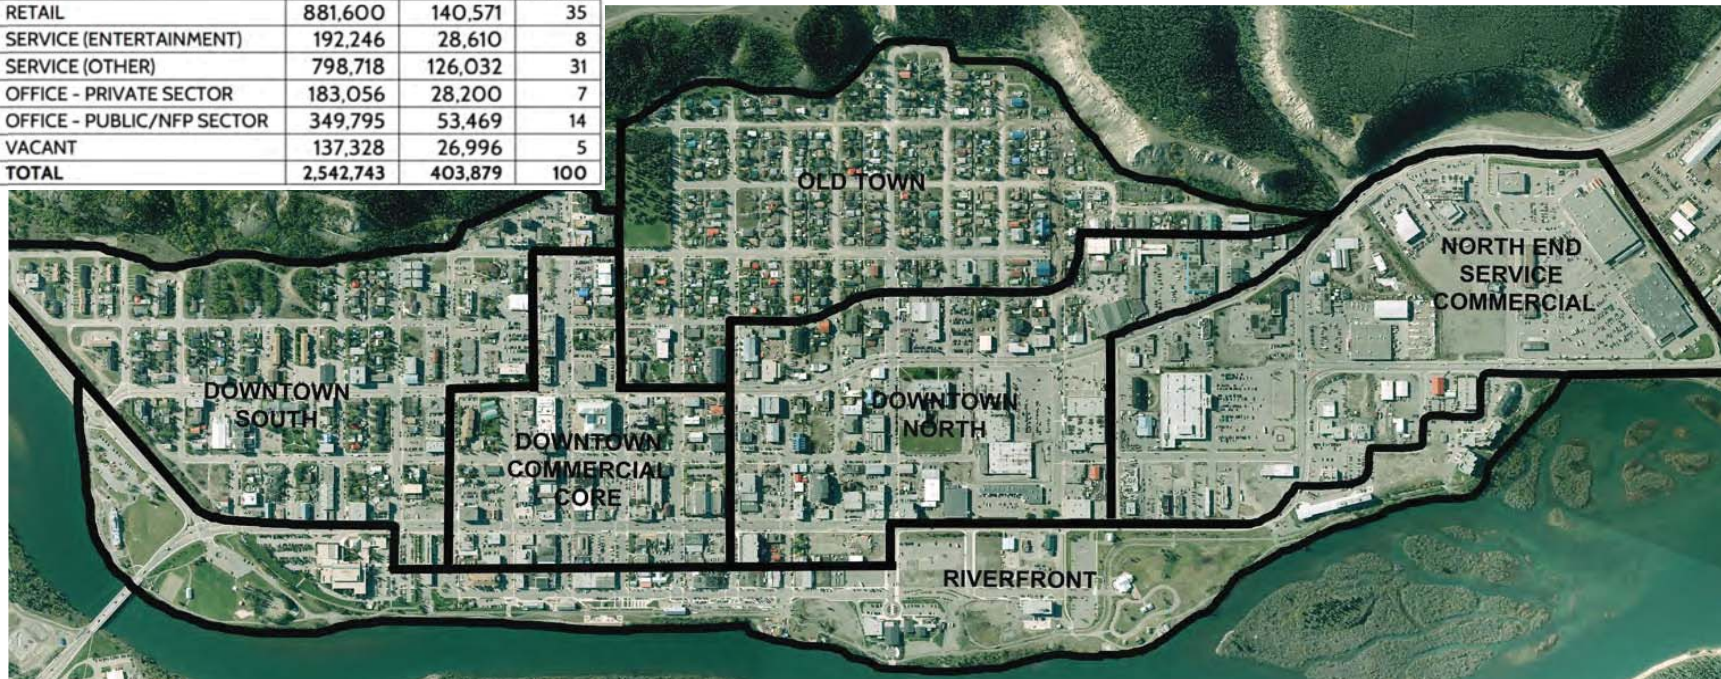 RETAIL 881,600 140,571 35
SERVICE (ENTERTAINMENT) 192,246 28,610 8
SERVICE (OTHER) 798,718 126,032 31
OFFICE - PRIVATE SECTOR 183,056 28,200 7
OFFICE - PUBLIC/NFP SECTOR 349,795 53,469 14
VACANT 137,328 26,996 5
TOTAL 2,542,743 403,879 100
OLD TOWN
NORTH END
SERVICE
COMMERCIAL
DOWNTOWN
SOUTH
DOWNTOWN
COMMERCIAL
CORE
DOWNTOWN
NORTH
RIVERFRONT